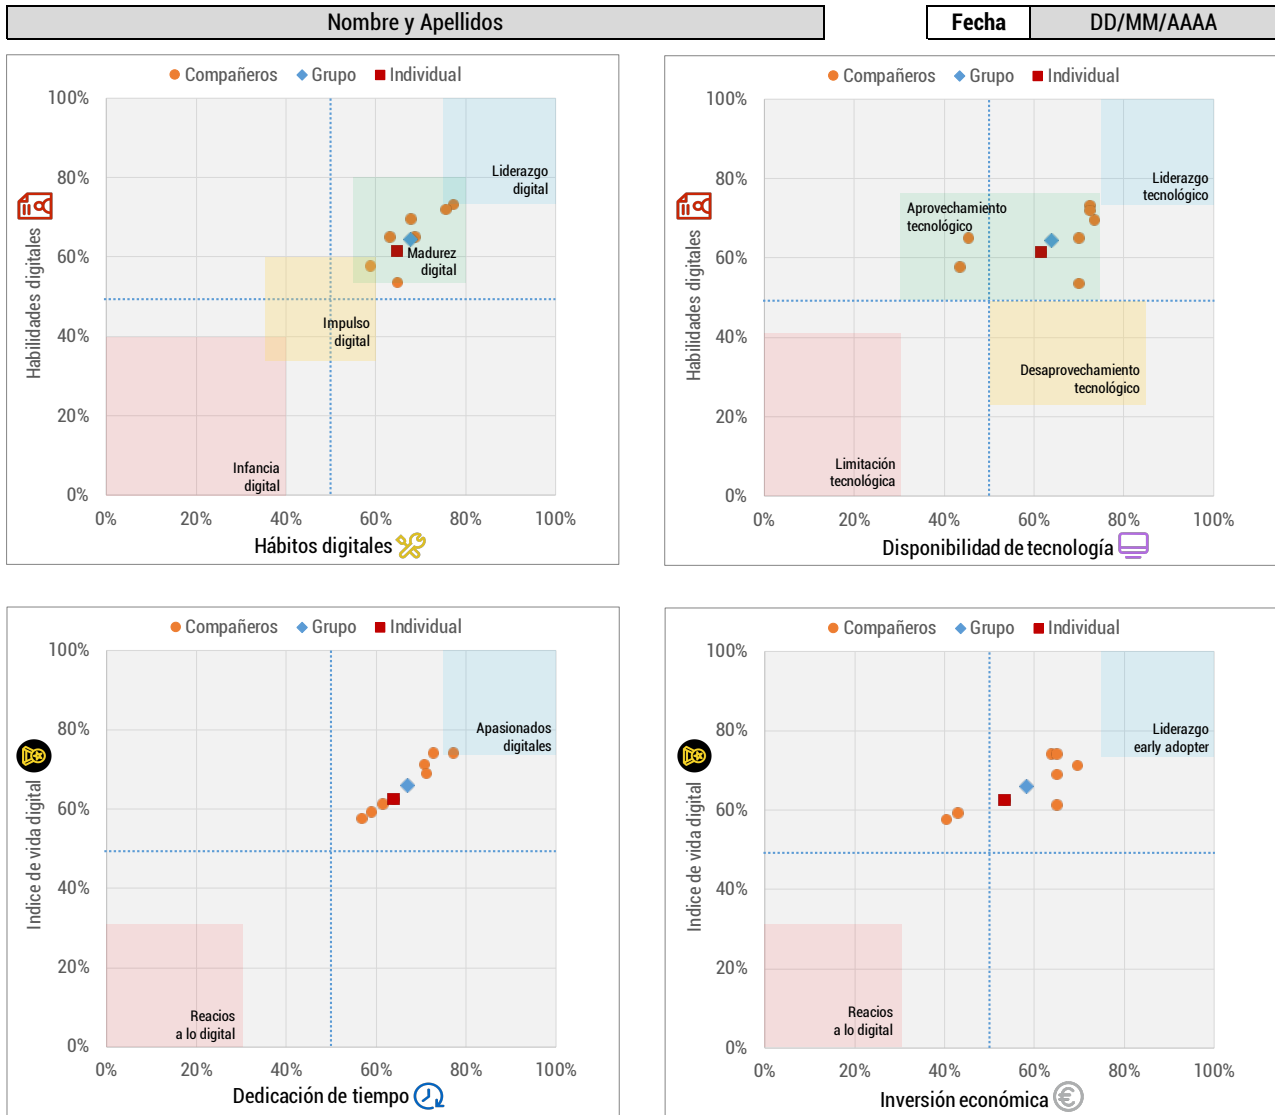 Nombre y Apellidos
Fecha DD/MM/AAAA
Compañeros Grupo Individual
100%
80%
60%
40%
20%
0%
Habilidades digitales
Liderazgo
digital
Madurez
digital
Impulso
digital
Infancia
digital
0% 20% 40% 60% 80% 100%
Hábitos digitales
Compañeros Grupo Individual
100%
80%
60%
40%
20%
0%
Habilidades digitales
Liderazgo
tecnológico
Aprovechamiento
tecnológico
Desaprovechamiento
tecnológico
Limitación
tecnológica
0% 20% 40% 60% 80% 100%
Disponibilidad de tecnología
Compañeros Grupo Individual
100%
80%
60%
40%
20%
0%
Indice de vida digital
Apasionados
digitales
Reacios
a lo digital
0% 20% 40% 60% 80% 100%
Dedicación de tiempo
Compañeros Grupo Individual
100%
80%
60%
40%
20%
0%
Indice de vida digital
Liderazgo
early adopter
Reacios
a lo digital
0% 20% 40% 60% 80% 100%
Inversión económica